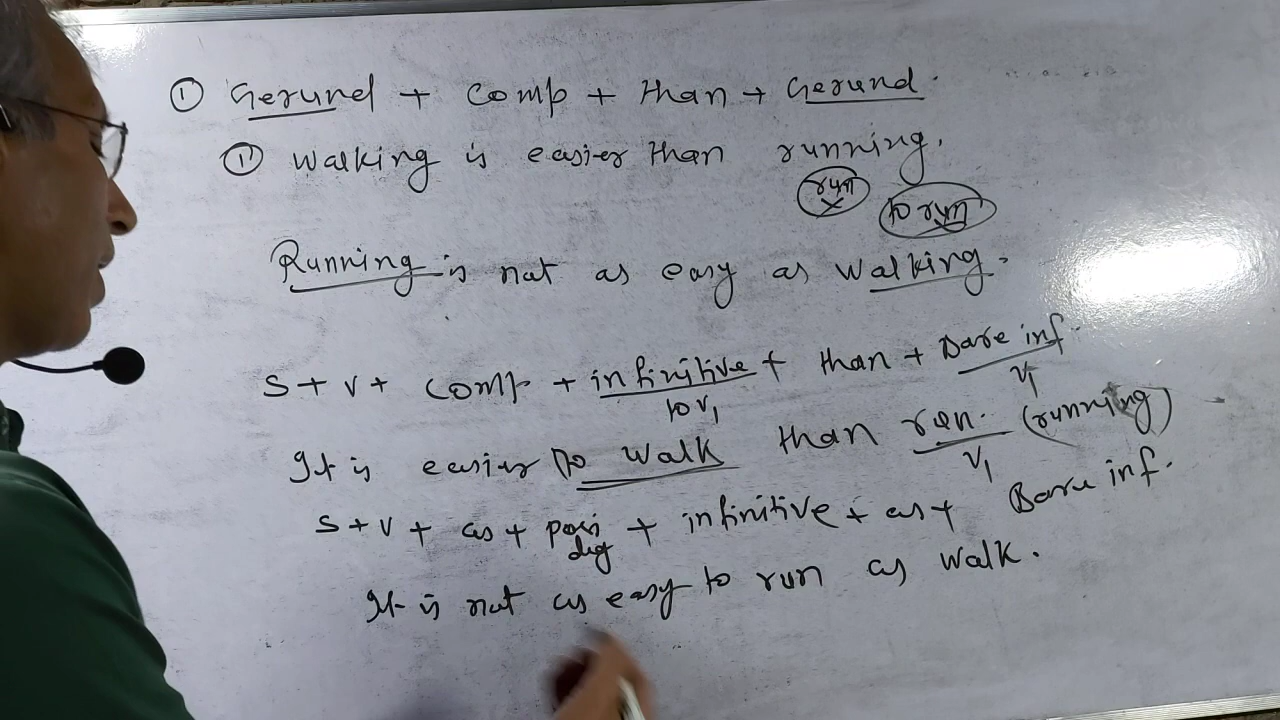 ① Gerund + Comp + than + Gerund.
① Walking is easier than running.
run to run
Running is not as easy as walking.
S + V + Comp + infinitive + than + Bare inf.
to V1 V1
It is easier to walk than run. (running)
V1
S + V + as + posi deg + infinitive + as + Bare inf.
It is not as easy to run as walk.